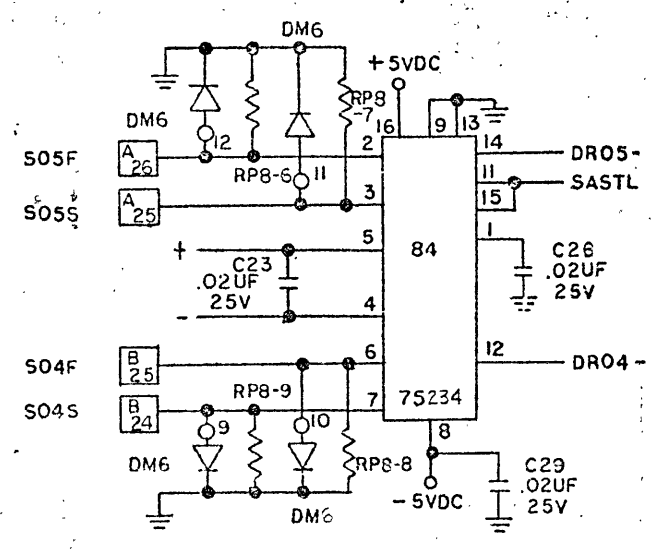 DM6
+5VDC
DM6
RP8
-7
16
9
13
12
2
14
S05F
A
26
DR05-
RP8-6
11
11
SASTL
S05S
A
25
3
15
+
5
84
1
C23
.02UF
25V
C26
.02UF
25V
-
4
S04F
B
25
6
12
DR04-
RP8-9
S04S
B
24
7
75234
9
10
8
DM6
RP8-8
C29
.02UF
25V
-5VDC
DM6